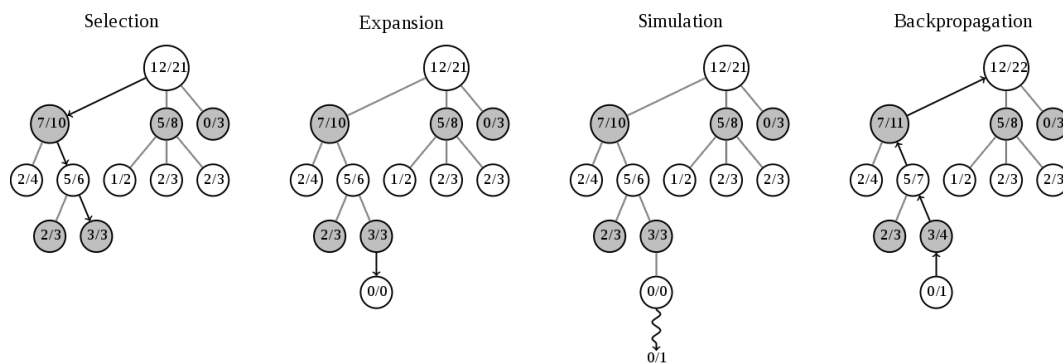 Selection Expansion Simulation Backpropagation
12/21 12/21 12/21 12/22
7/10 5/8 0/3 7/10 5/8 0/3 7/10 5/8 0/3 7/11 5/8 0/3
2/4 5/6 1/2 2/3 2/3 2/4 5/6 1/2 2/3 2/3 2/4 5/6 1/2 2/3 2/3 2/4 5/7 1/2 2/3 2/3
2/3 3/3 2/3 3/3 2/3 3/3 2/3 3/4
0/0 0/0 0/1
0/1